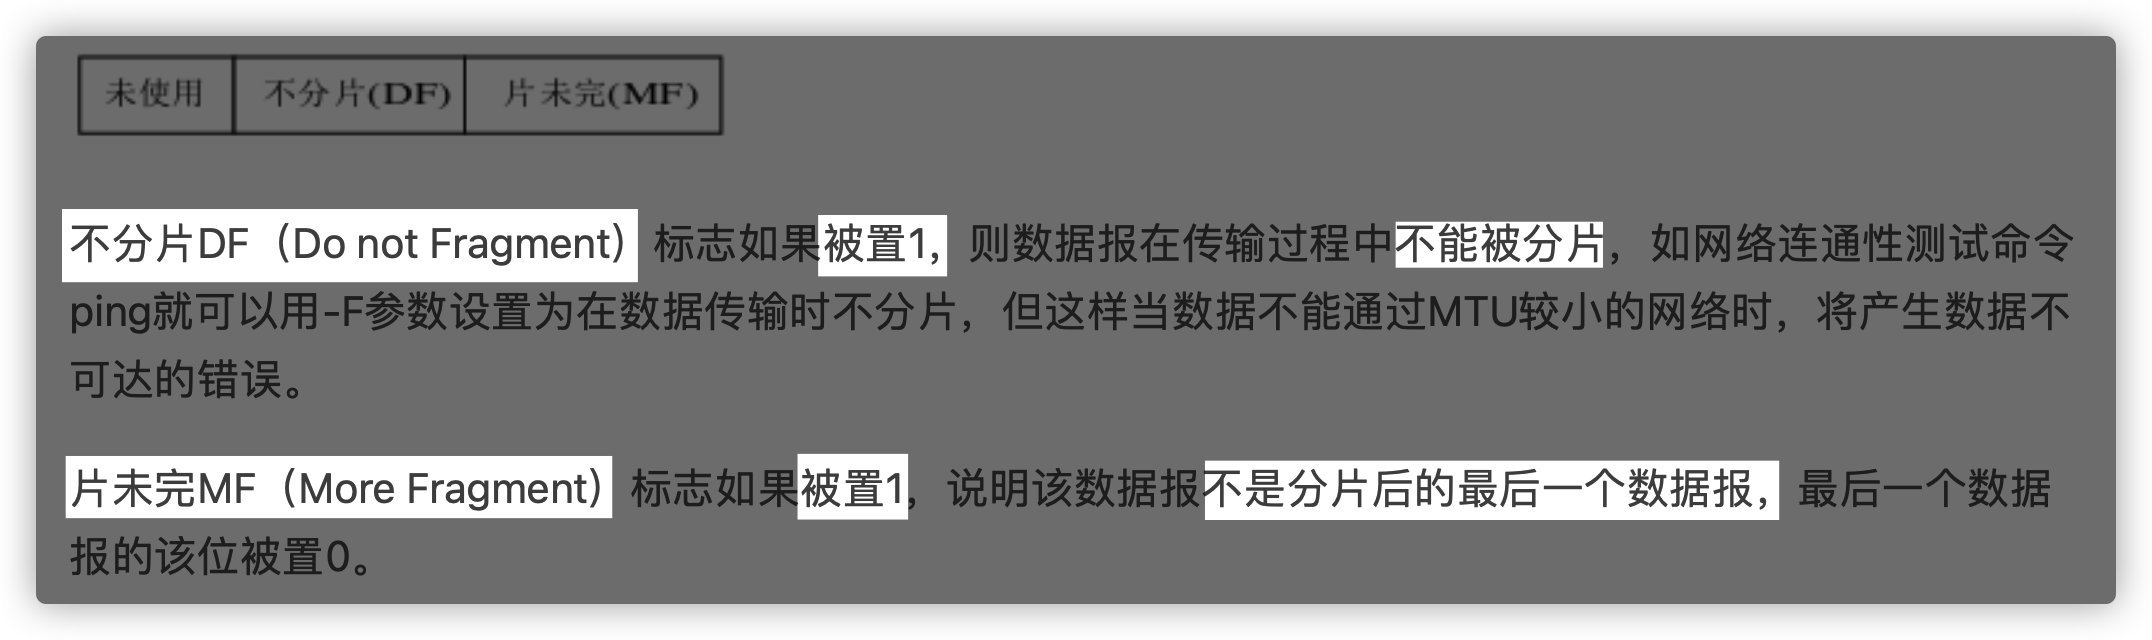 未使用 不分片(DF) 片未完(MF)
不分片DF（Do not Fragment）标志如果被置1，则数据报在传输过程中不能被分片，如网络连通性测试命令
ping就可以用-F参数设置为在数据传输时不分片，但这样当数据不能通过MTU较小的网络时，将产生数据不
可达的错误。
片未完MF（More Fragment）标志如果被置1，说明该数据报不是分片后的最后一个数据报，最后一个数据
报的该位被置0。